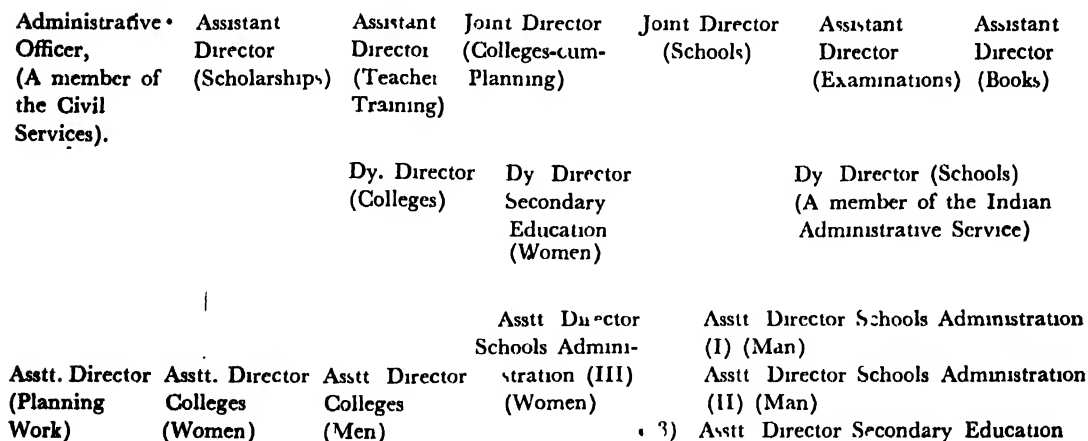 Administrative Officer, (A member of the Civil Services).
Assistant Director (Scholarships)
Assistant Director (Teacher Training)
Joint Director (Colleges-cum-Planning)
Joint Director (Schools)
Assistant Director (Examinations)
Assistant Director (Books)
Dy. Director (Colleges)
Dy Director Secondary Education (Women)
Dy Director (Schools) (A member of the Indian Administrative Service)
Asstt. Director (Planning Work)
Asstt. Director Colleges (Women)
Asstt Director Colleges (Men)
Asstt Director Schools Admini-stration (III) (Women)
Asstt Director Schools Administration (I) (Man)
Asstt Director Schools Administration (II) (Man)
3) Asstt Director Secondary Education